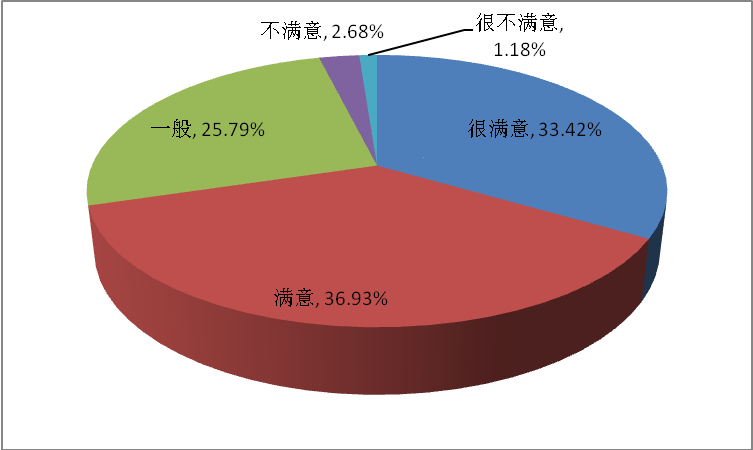 不满意, 2.68%
很不满意,
1.18%
一般, 25.79%
很满意, 33.42%
满意, 36.93%